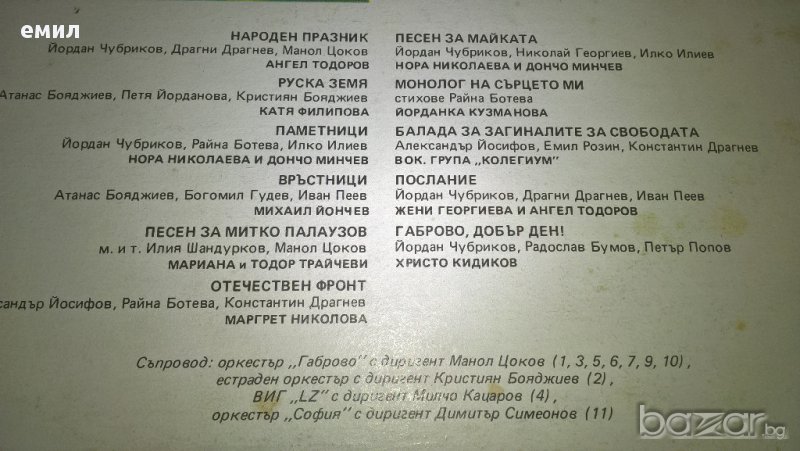 емил
НАРОДЕН ПРАЗНИК
Йордан Чубриков, Драгни Драгнев, Манол Цоков
АНГЕЛ ТОДОРОВ
РУСКА ЗЕМЯ
Атанас Бояджиев, Петя Йорданова, Кристиян Бояджиев
КАТЯ ФИЛИПОВА
ПАМЕТНИЦИ
Йордан Чубриков, Райна Ботева, Илко Илиев
НОРА НИКОЛАЕВА И ДОНЧО МИНЧЕВ
ВРЪСТНИЦИ
Атанас Бояджиев, Богомил Гудев, Иван Пеев
МИХАИЛ ЙОНЧЕВ
ПЕСЕН ЗА МИТКО ПАЛАУЗОВ
м. и т. Илия Шандурков, Манол Цоков
МАРИАНА и ТОДОР ТРАЙЧЕВИ
ОТЕЧЕСТВЕН ФРОНТ
сандър Йосифов, Райна Ботева, Константин Драгнев
МАРГРЕТ НИКОЛОВА
ПЕСЕН ЗА МАЙКАТА
Йордан Чубриков, Николай Георгиев, Илко Илиев
НОРА НИКОЛАЕВА И ДОНЧО МИНЧЕВ
МОНОЛОГ НА СЪРЦЕТО МИ
стихове Райна Ботева
ЙОРДАНКА КУЗМАНОВА
БАЛАДА ЗА ЗАГИНАЛИТЕ ЗА СВОБОДАТА
Александър Йосифов, Емил Розин, Константин Драгнев
ВОК. ГРУПА „КОЛЕГИУМ"
ПОСЛАНИЕ
Йордан Чубриков, Драгни Драгнев, Иван Пеев
ЖЕНИ ГЕОРГИЕВА И АНГЕЛ ТОДОРОВ
ГАБРОВО, ДОБЪР ДЕН!
Йордан Чубриков, Радослав Бумов, Петър Попов
ХРИСТО КИДИКОВ
Съпровод: оркестър „Габрово" с диригент Манол Цоков (1, 3, 5, 6, 7, 9, 10) ,
естраден оркестър с диригент Кристиян Бояджиев (2) ,
ВИГ „LZ" с диригент Милчо Кацаров (4) ,
оркестър „София" с диригент Димитър Симеонов (11)
bazar.bg